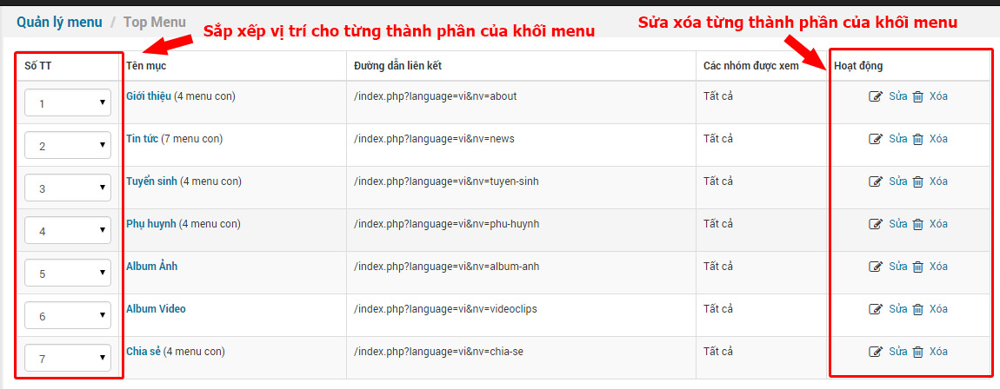 Quản lý menu / Top Menu
Sắp xếp vị trí cho từng thành phần của khối menu
Sửa xóa từng thành phần của khối menu
Số TT Tên mục Đường dẫn liên kết Các nhóm được xem Hoạt động
1 Giới thiệu (4 menu con) /index.php?language=vi&nv=about Tất cả Sửa Xóa
2 Tin tức (7 menu con) /index.php?language=vi&nv=news Tất cả Sửa Xóa
3 Tuyển sinh (4 menu con) /index.php?language=vi&nv=tuyen-sinh Tất cả Sửa Xóa
4 Phụ huynh (4 menu con) /index.php?language=vi&nv=phu-huynh Tất cả Sửa Xóa
5 Album Ảnh /index.php?language=vi&nv=album-anh Tất cả Sửa Xóa
6 Album Video /index.php?language=vi&nv=videoclips Tất cả Sửa Xóa
7 Chia sẻ (4 menu con) /index.php?language=vi&nv=chia-se Tất cả Sửa Xóa